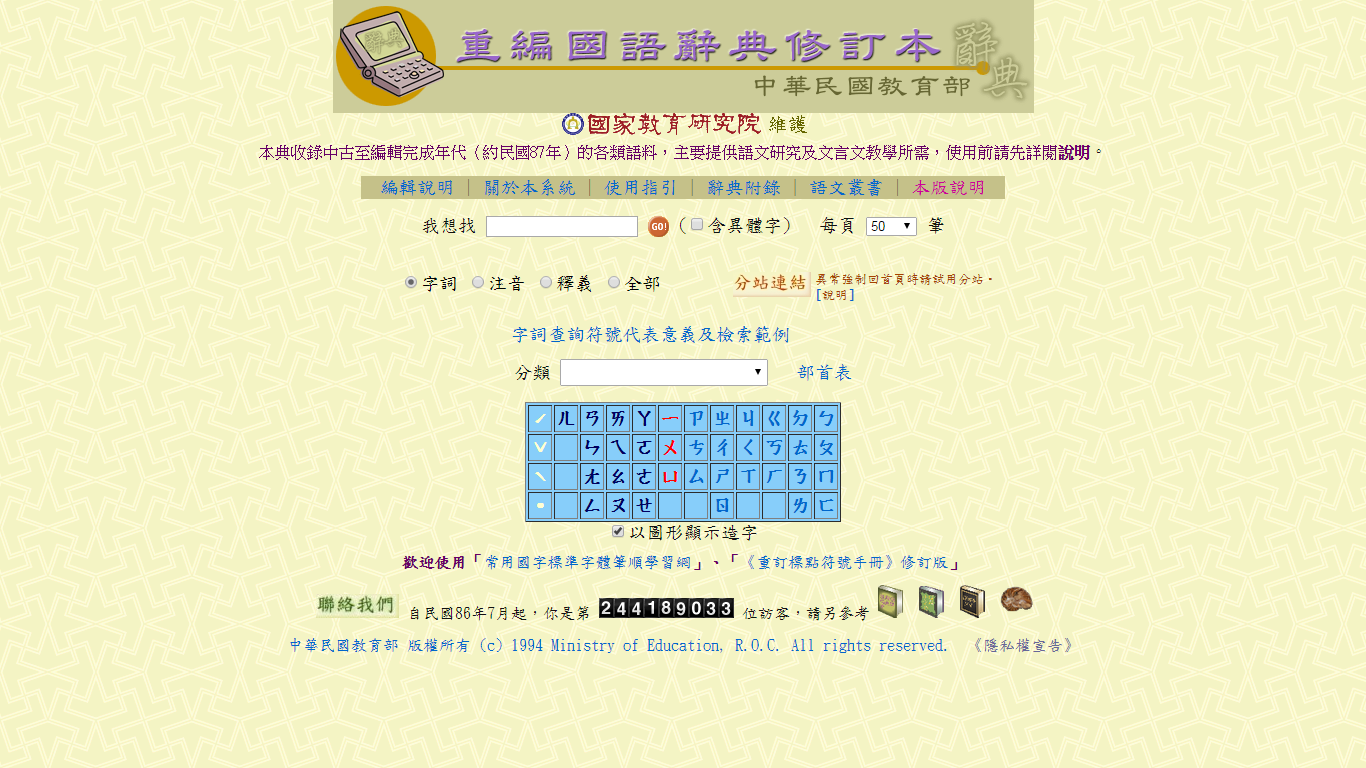 辭典
重編國語辭典修訂本
辭典
中華民國教育部
國家教育研究院 維護
本典收錄中古至編輯完成年代（約民國87年）的各類語料，主要提供語文研究及文言文教學所需，使用前請先詳閱說明。
編輯說明｜關於本系統｜使用指引｜辭典附錄｜語文叢書｜本版說明
我想找 GO! （含異體字） 每頁 50 筆
字詞 注音 釋義 全部 分站連結 異常強制回首頁時請試用分站。
[說明]
字詞查詢符號代表意義及檢索範例
分類 部首表
ˊ ㄦ ㄢ ㄞ ㄚ ㄧ ㄗ ㄓ ㄐ ㄍ ㄉ ㄅ
ˇ ㄣ ㄟ ㄛ ㄨ ㄘ ㄔ ㄑ ㄎ ㄊ ㄆ
ˋ ㄤ ㄠ ㄜ ㄩ ㄙ ㄕ ㄒ ㄏ ㄋ ㄇ
˙ ㄥ ㄡ ㄝ ㄖ ㄌ ㄈ
以圖形顯示造字
歡迎使用「常用國字標準字體筆順學習網」、「《重訂標點符號手冊》修訂版」
聯絡我們 自民國86年7月起，你是第 244189033 位訪客，請另參考
中華民國教育部 版權所有 (c) 1994 Ministry of Education, R.O.C. All rights reserved. 《隱私權宣告》